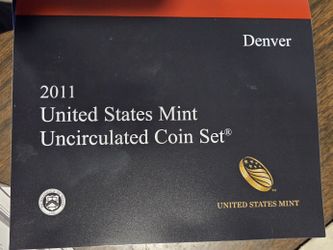 Denver
2011
United States Mint
Uncirculated Coin Set®
UNITED STATES MINT